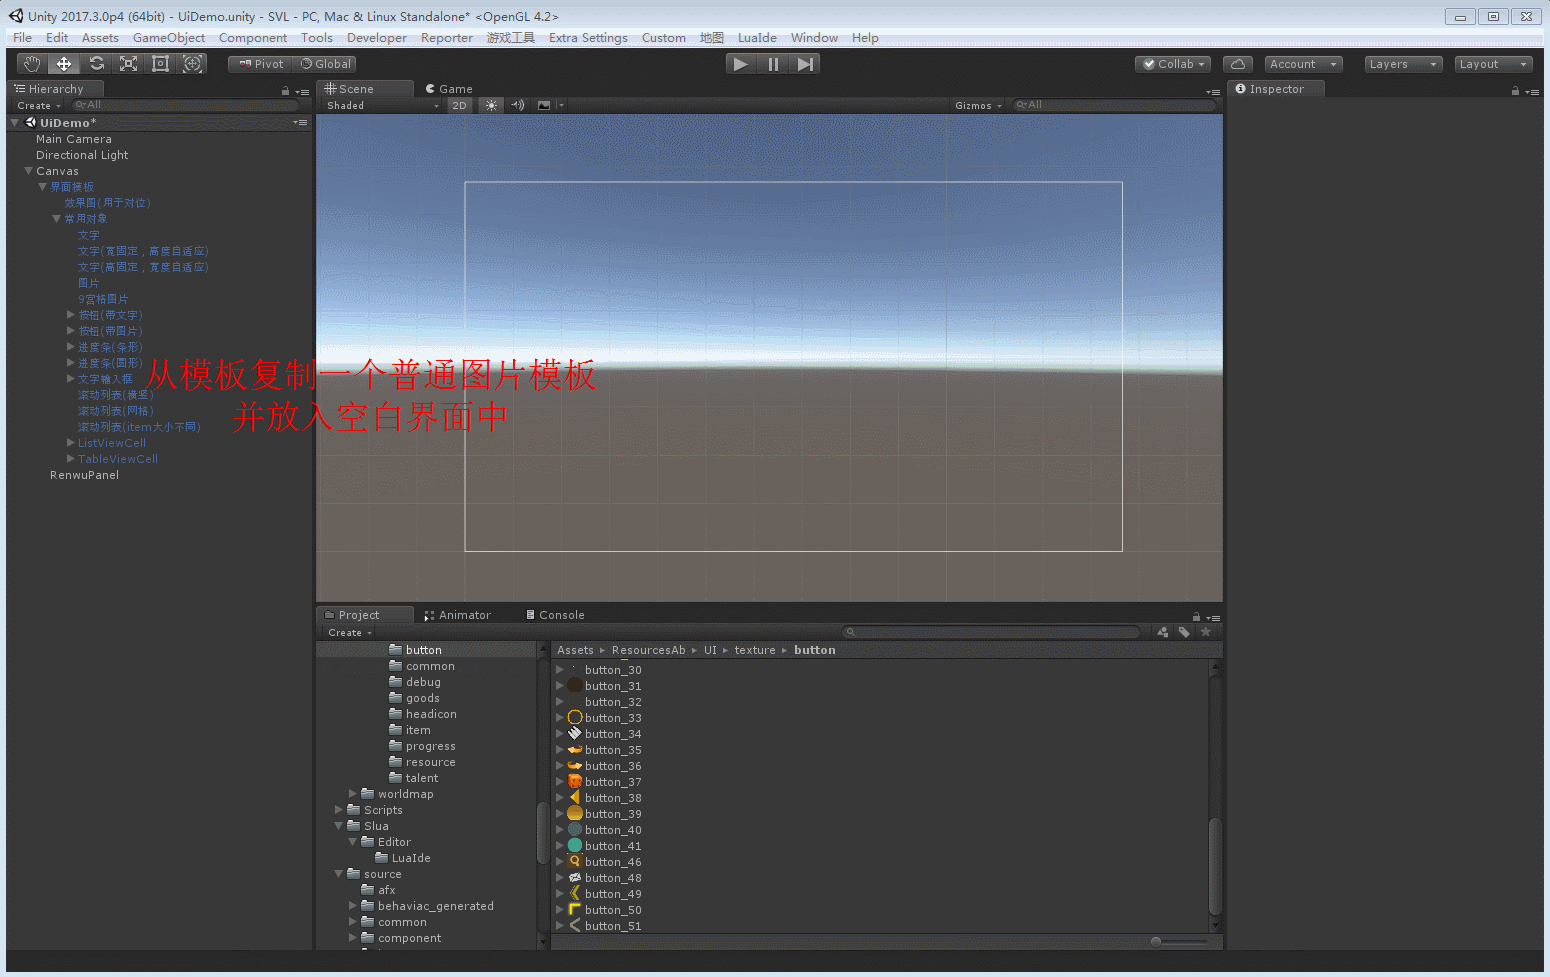 Unity 2017.3.0p4 (64bit) - UiDemo.unity - SVL - PC, Mac & Linux Standalone* <OpenGL 4.2>
File Edit Assets GameObject Component Tools Developer Reporter 游戏工具 Extra Settings Custom 地图 LuaIde Window Help
Pivot Global Collab Account Layers Layout
Hierarchy
Create All
UiDemo*
Main Camera
Directional Light
Canvas
界面模板
效果图(用于对位)
常用对象
文字
文字(宽固定，高度自适应)
文字(高固定，宽度自适应)
图片
9宫格图片
按钮(带文字)
按钮(带图片)
进度条(条形)
进度条(圆形)
文字输入框
滚动列表(横竖)
滚动列表(网格)
滚动列表(item大小不同)
ListViewCell
TableViewCell
RenwuPanel
从模板复制一个普通图片模板
并放入空白界面中
Scene Game
Shaded 2D Gizmos All
Inspector
Project Animator Console
Create
button
common
debug
goods
headicon
item
progress
resource
talent
worldmap
Scripts
Slua
Editor
LuaIde
source
afx
behaviac_generated
common
component
Assets ResourcesAb UI texture button
button_30
button_31
button_32
button_33
button_34
button_35
button_36
button_37
button_38
button_39
button_40
button_41
button_46
button_48
button_49
button_50
button_51